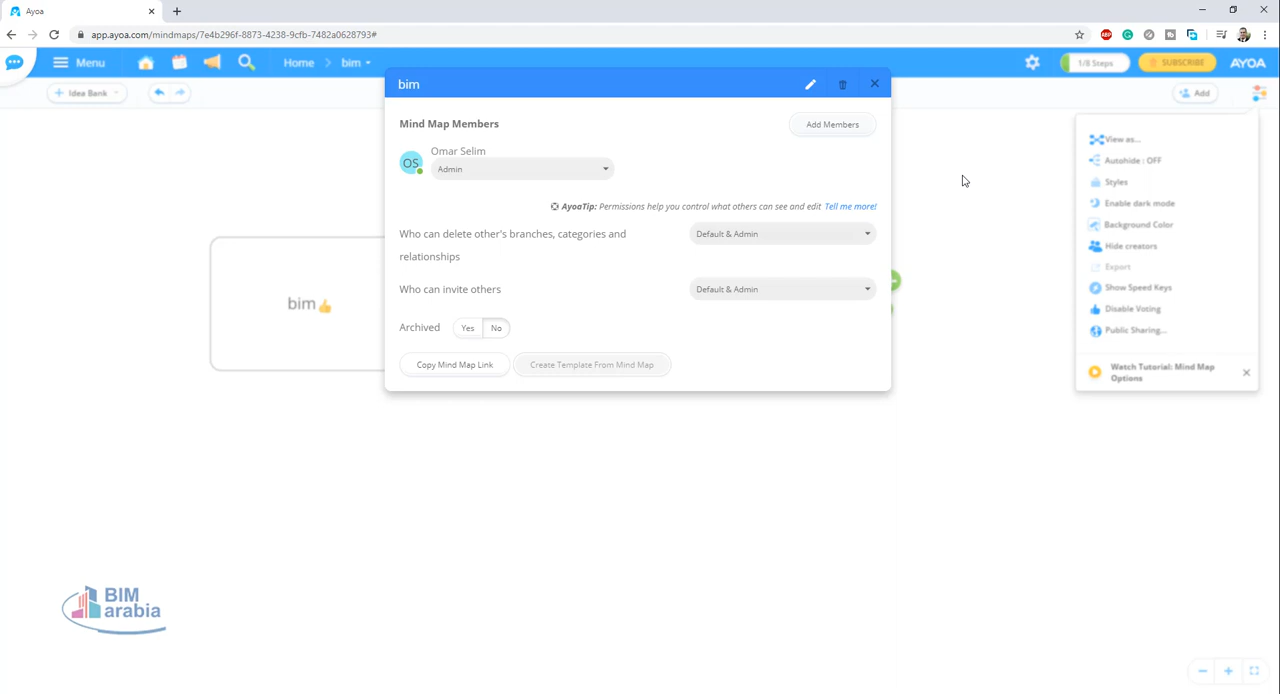 Ayoa
app.ayoa.com/mindmaps/7e4b296f-8873-4238-9cfb-7482a0628793#
ABP
Menu
Home > bim
1/8 Steps
SUBSCRIBE
AYOA
+ Idea Bank
Add
bim
Mind Map Members
Add Members
OS
Omar Selim
Admin
AyoaTip: Permissions help you control what others can see and edit Tell me more!
Who can delete other's branches, categories and
relationships
Default & Admin
Who can invite others
Default & Admin
Archived
Yes
No
Copy Mind Map Link
Create Template From Mind Map
bim
View as...
Autohide : OFF
Styles
Enable dark mode
Background Color
Hide creators
Export
Show Speed Keys
Disable Voting
Public Sharing...
Watch Tutorial: Mind Map
Options
BIM
arabia